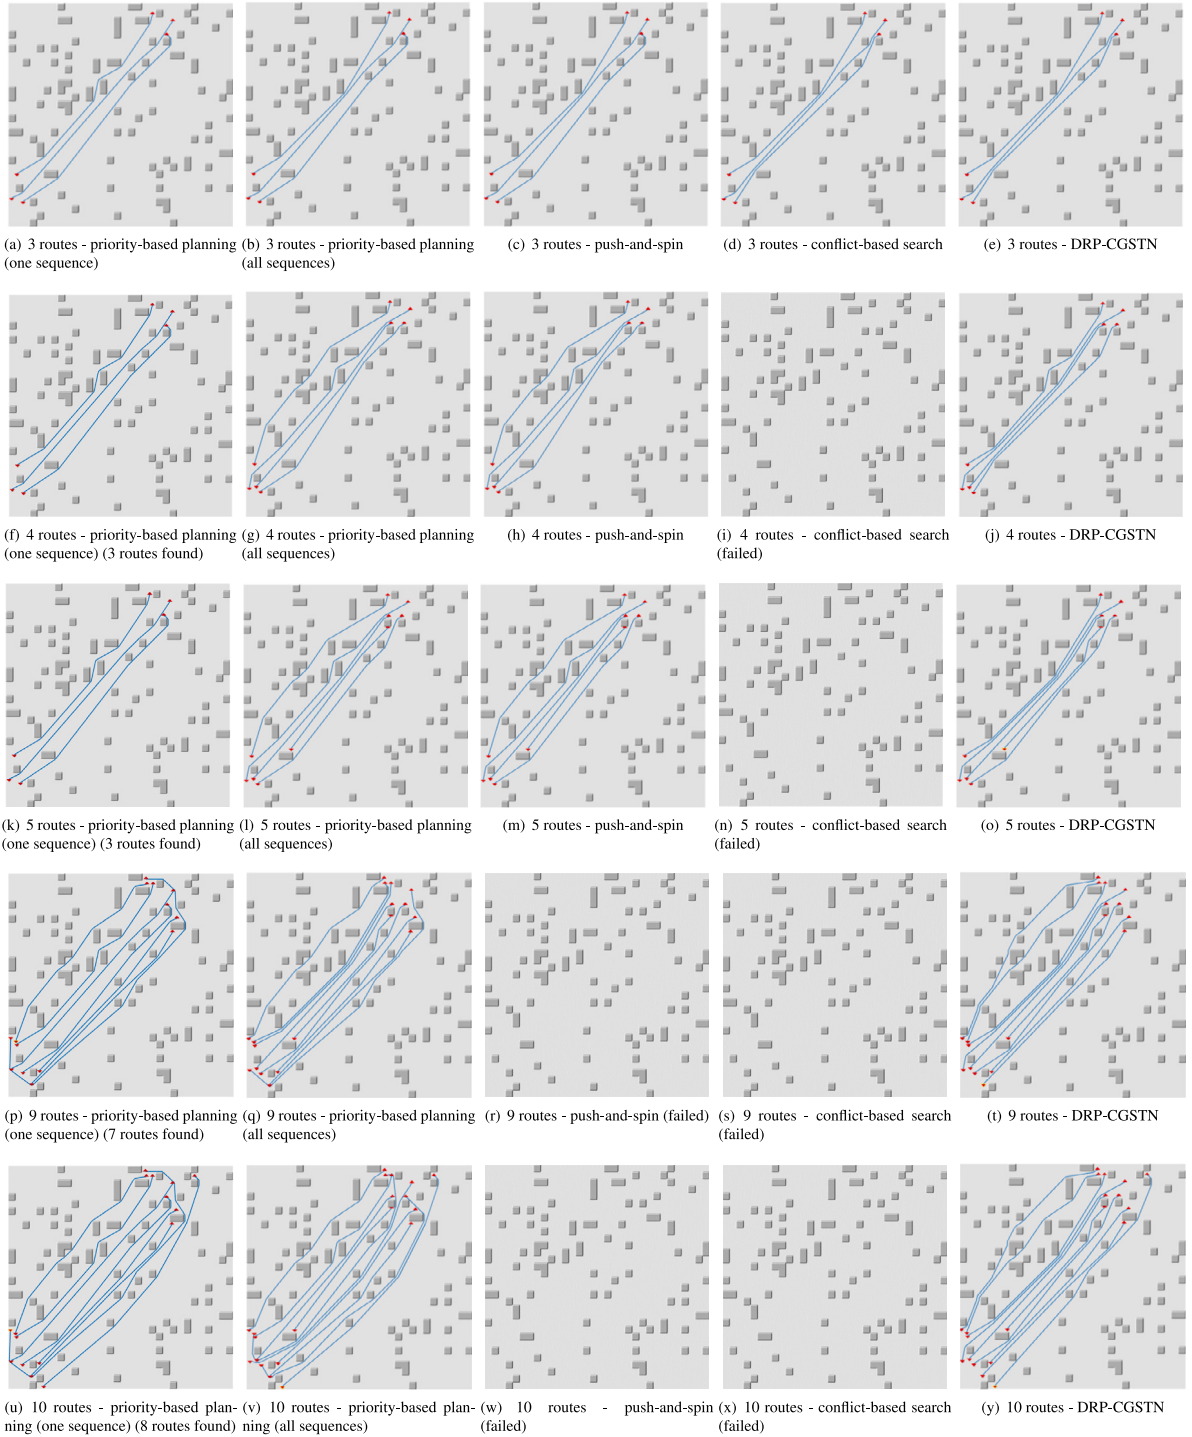 (a) 3 routes - priority-based planning
(one sequence)
(b) 3 routes - priority-based planning
(all sequences)
(c) 3 routes - push-and-spin
(d) 3 routes - conflict-based search
(e) 3 routes - DRP-CGSTN
(f) 4 routes - priority-based planning
(one sequence) (3 routes found)
(g) 4 routes - priority-based planning
(all sequences)
(h) 4 routes - push-and-spin
(i) 4 routes - conflict-based search
(failed)
(j) 4 routes - DRP-CGSTN
(k) 5 routes - priority-based planning
(one sequence) (3 routes found)
(l) 5 routes - priority-based planning
(all sequences)
(m) 5 routes - push-and-spin
(n) 5 routes - conflict-based search
(failed)
(o) 5 routes - DRP-CGSTN
(p) 9 routes - priority-based planning
(one sequence) (7 routes found)
(q) 9 routes - priority-based planning
(all sequences)
(r) 9 routes - push-and-spin (failed)
(s) 9 routes - conflict-based search
(failed)
(t) 9 routes - DRP-CGSTN
(u) 10 routes - priority-based plan-
ning (one sequence) (8 routes found)
(v) 10 routes - priority-based plan-
ning (all sequences)
(w) 10 routes - push-and-spin
(failed)
(x) 10 routes - conflict-based search
(failed)
(y) 10 routes - DRP-CGSTN